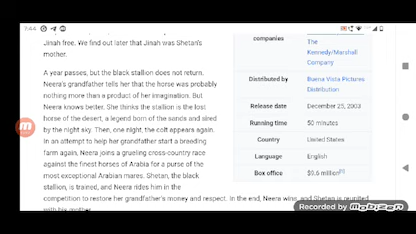 7:44
Jinah free. We find out later that Jinah was Shetan's
mother.
A year passes, but the black stallion does not return.
Neera's grandfather tells her that the horse was probably
nothing more than a product of her imagination. But
Neera knows better. She thinks the stallion is the lost
horse of the desert, a legend born of the sands and sired
by the night sky. Then, one night, the colt appears again.
In an attempt to help her grandfather start a breeding
farm again, Neera joins a grueling cross-country race
against the finest horses of Arabia for a purse of the
most exceptional Arabian mares. Shetan, the black
stallion, is trained, and Neera rides him in the
competition to restore her grandfather's money and respect. In the end, Neera wins, and Shetan is reunited
with his mother.
companies The
Kennedy/Marshall
Company
Distributed by Buena Vista Pictures
Distribution
Release date December 25, 2003
Running time 50 minutes
Country United States
Language English
Box office $9.6 million[1]
Recorded by
MobiZen